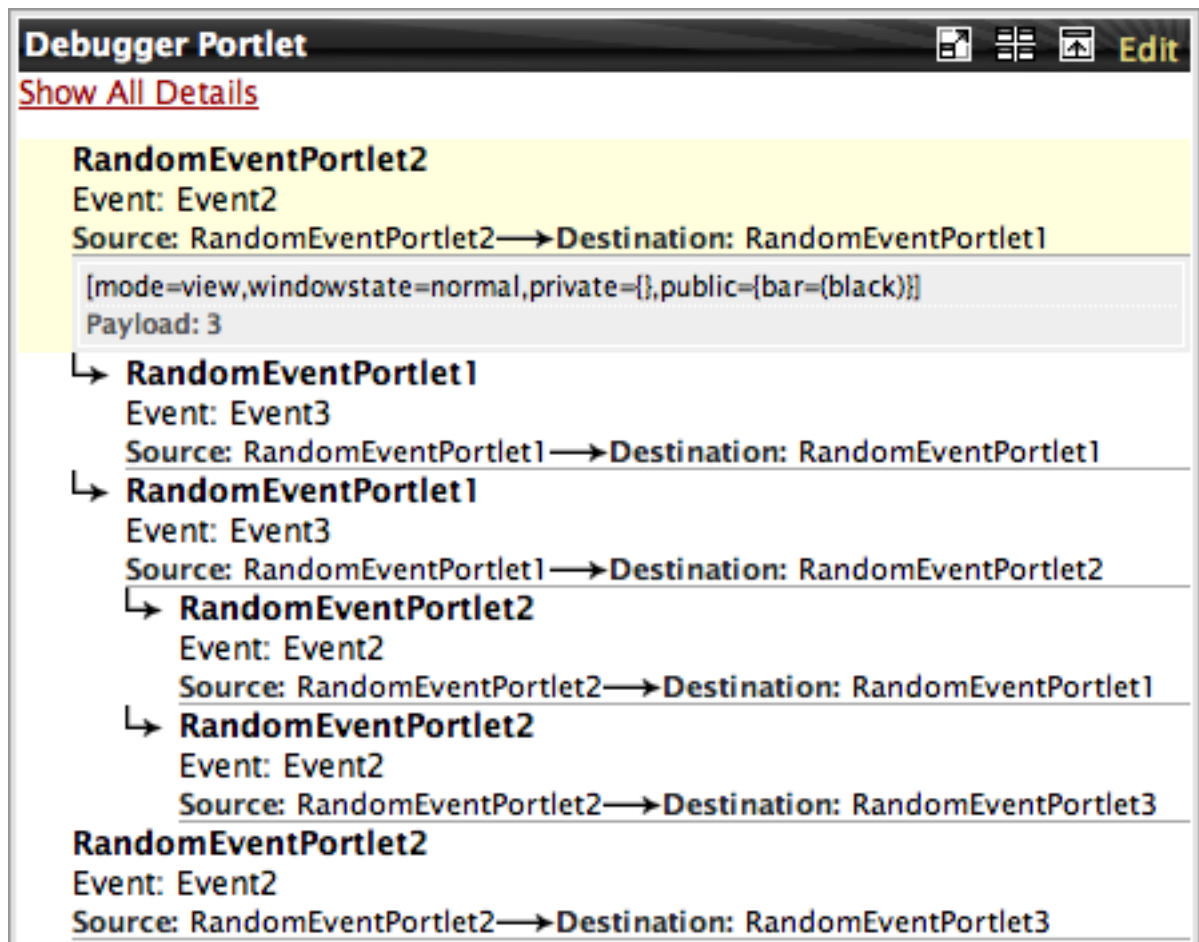 Debugger Portlet Edit
Show All Details
RandomEventPortlet2
Event: Event2
Source: RandomEventPortlet2→Destination: RandomEventPortlet1
[mode=view,windowstate=normal,private={},public={bar=(black)}]
Payload: 3
RandomEventPortlet1
Event: Event3
Source: RandomEventPortlet1→Destination: RandomEventPortlet1
RandomEventPortlet1
Event: Event3
Source: RandomEventPortlet1→Destination: RandomEventPortlet2
RandomEventPortlet2
Event: Event2
Source: RandomEventPortlet2→Destination: RandomEventPortlet1
RandomEventPortlet2
Event: Event2
Source: RandomEventPortlet2→Destination: RandomEventPortlet3
RandomEventPortlet2
Event: Event2
Source: RandomEventPortlet2→Destination: RandomEventPortlet3